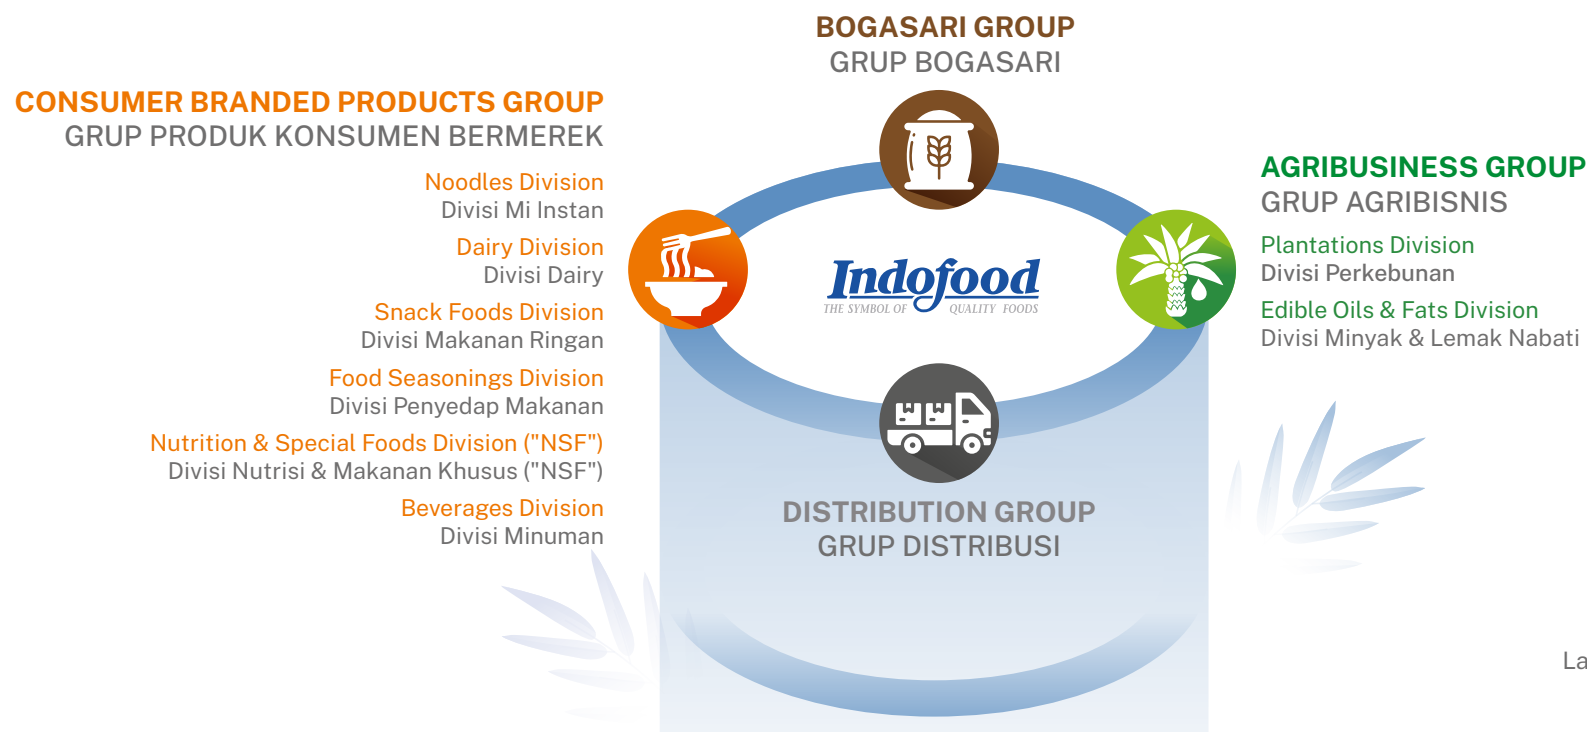 BOGASARI GROUP
GRUP BOGASARI
CONSUMER BRANDED PRODUCTS GROUP
GRUP PRODUK KONSUMEN BERMEREK
Noodles Division
Divisi Mi Instan
Dairy Division
Divisi Dairy
Snack Foods Division
Divisi Makanan Ringan
Food Seasonings Division
Divisi Penyedap Makanan
Nutrition & Special Foods Division ("NSF")
Divisi Nutrisi & Makanan Khusus ("NSF")
Beverages Division
Divisi Minuman
Indofood
THE SYMBOL OF QUALITY FOODS
AGRIBUSINESS GROUP
GRUP AGRIBISNIS
Plantations Division
Divisi Perkebunan
Edible Oils & Fats Division
Divisi Minyak & Lemak Nabati
DISTRIBUTION GROUP
GRUP DISTRIBUSI
La